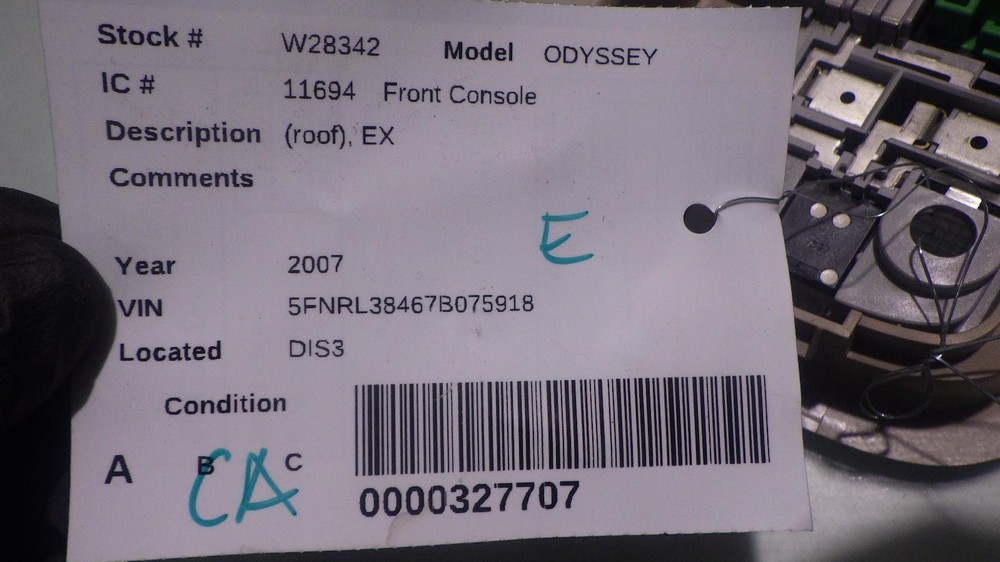 Stock # W28342 Model ODYSSEY
IC # 11694 Front Console
Description (roof), EX
Comments
E
Year 2007
VIN 5FNRL38467B075918
Located DIS3
Condition
A B C
CA
0000327707